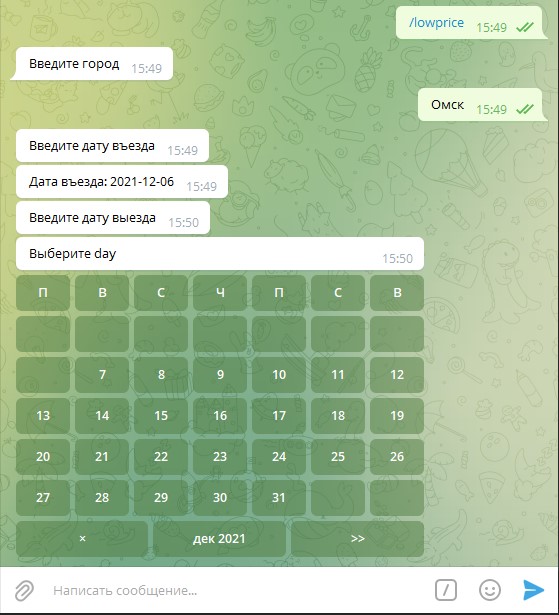 /lowprice 15:49
Введите город 15:49
Омск 15:49
Введите дату въезда 15:49
Дата въезда: 2021-12-06 15:49
Введите дату выезда 15:50
Выберите day 15:50
П В С Ч П С В
7 8 9 10 11 12
13 14 15 16 17 18 19
20 21 22 23 24 25 26
27 28 29 30 31
× дек 2021 >>
Написать сообщение...